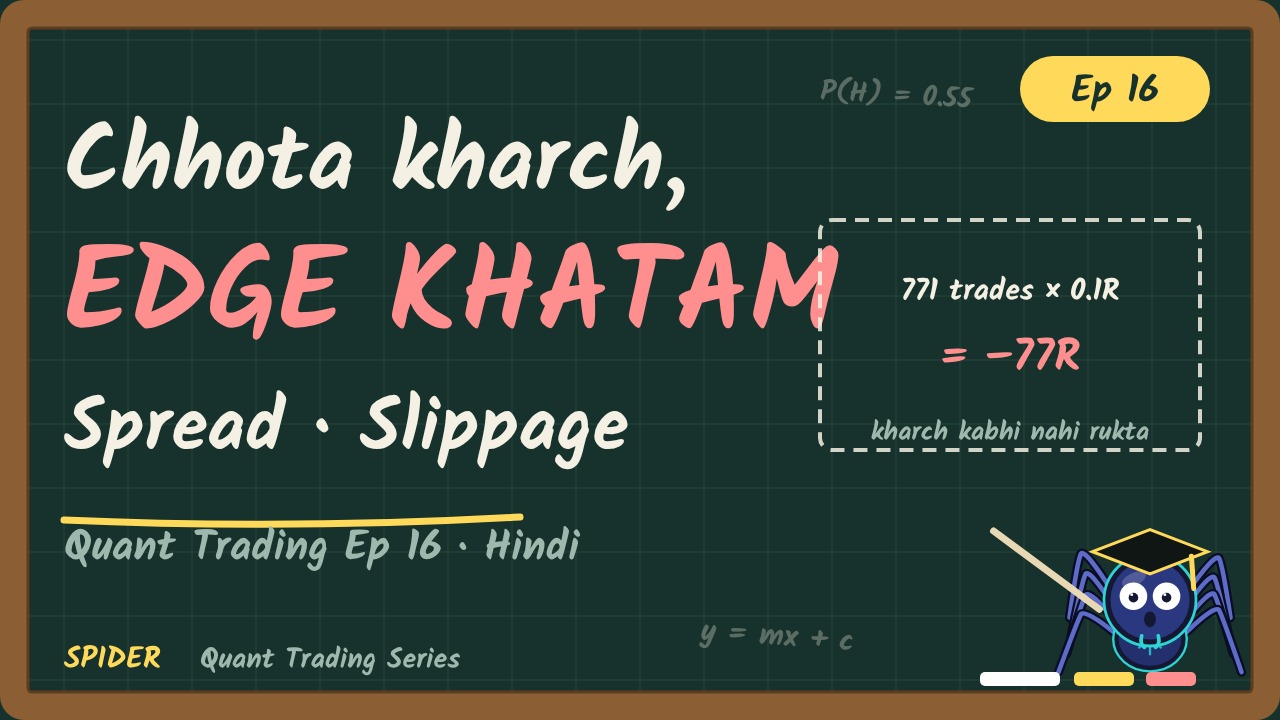 P(H) = 0.55
Ep 16
Chhota kharch,
EDGE KHATAM
771 trades × 0.1R
= −77R
kharch kabhi nahi rukta
Spread · Slippage
Quant Trading Ep 16 · Hindi
y = mx + c
SPIDER
Quant Trading Series